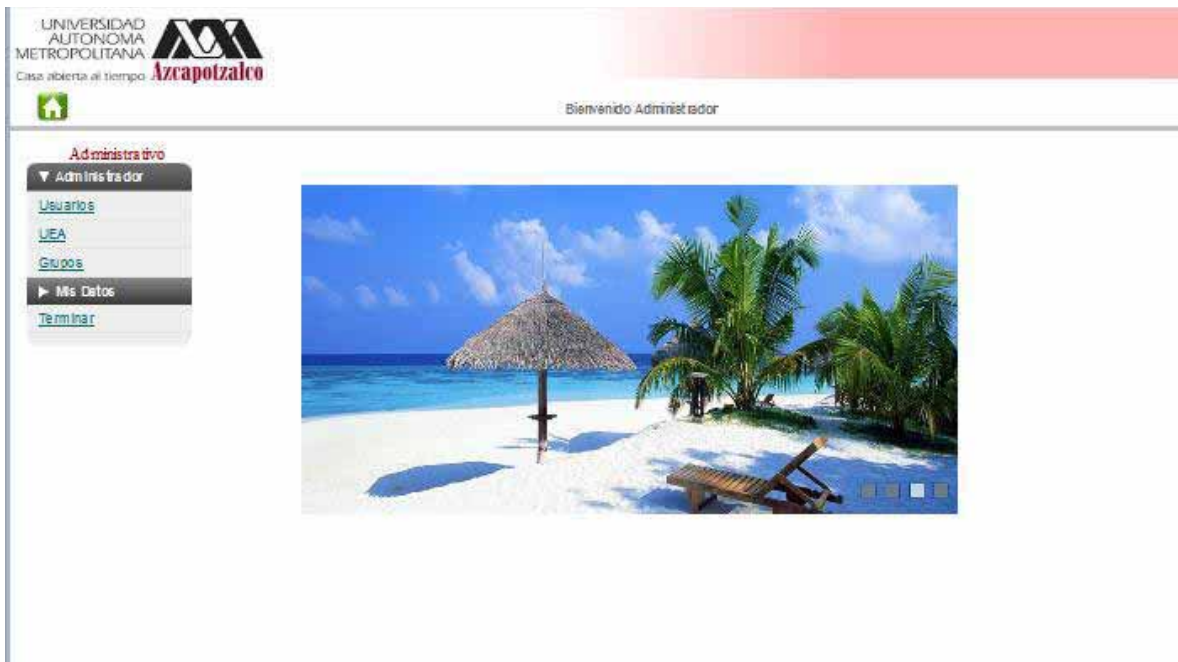 UNIVERSIDAD
AUTONOMA
METROPOLITANA
Casa abierta al tiempo Azcapotzalco
Bienvenido Administrador
Administrativo
▼ Administrador
Usuarios
UEA
Grupos
► Mis Datos
Terminar